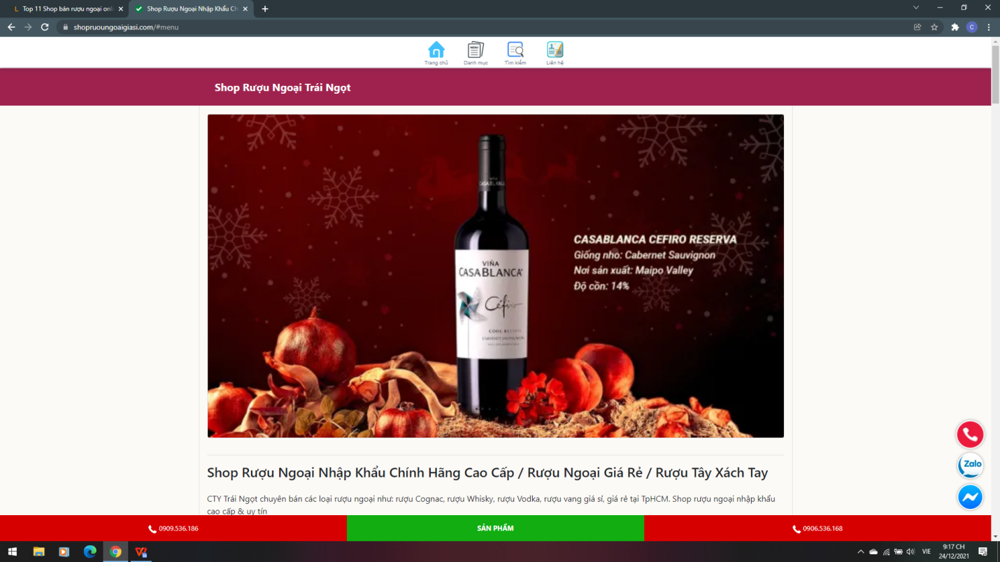 Top 11 Shop bán rượu ngoại onli
Shop Rượu Ngoại Nhập Khẩu Ch
shopruoungoaigiasi.com/#menu
C
MENU
Trang chủ
Danh mục
Tìm kiếm
Liên hệ
Shop Rượu Ngoại Trái Ngọt
VIÑA
CASABLANCA
CASABLANCA CEFIRO RESERVA
Giống nho: Cabernet Sauvignon
Nơi sản xuất: Maipo Valley
Độ cồn: 14%
VIÑA
CASABLANCA
Céfiro
COOL RESERVE
CABERNET SAUVIGNON
Zalo
Shop Rượu Ngoại Nhập Khẩu Chính Hãng Cao Cấp / Rượu Ngoại Giá Rẻ / Rượu Tây Xách Tay
CTY Trái Ngọt chuyên bán các loại rượu ngoại như: rượu Cognac, rượu Whisky, rượu Vodka, rượu vang giá sỉ, giá rẻ tại TpHCM. Shop rượu ngoại nhập khẩu
cao cấp & uy tín
0909.536.186
SẢN PHẨM
0906.536.168
VIE
9:17 CH
24/12/2021